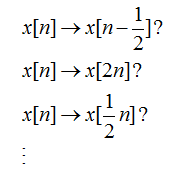 x[n] → x[n − 1/2]?
x[n] → x[2n]?
x[n] → x[1/2 n]?
⋮